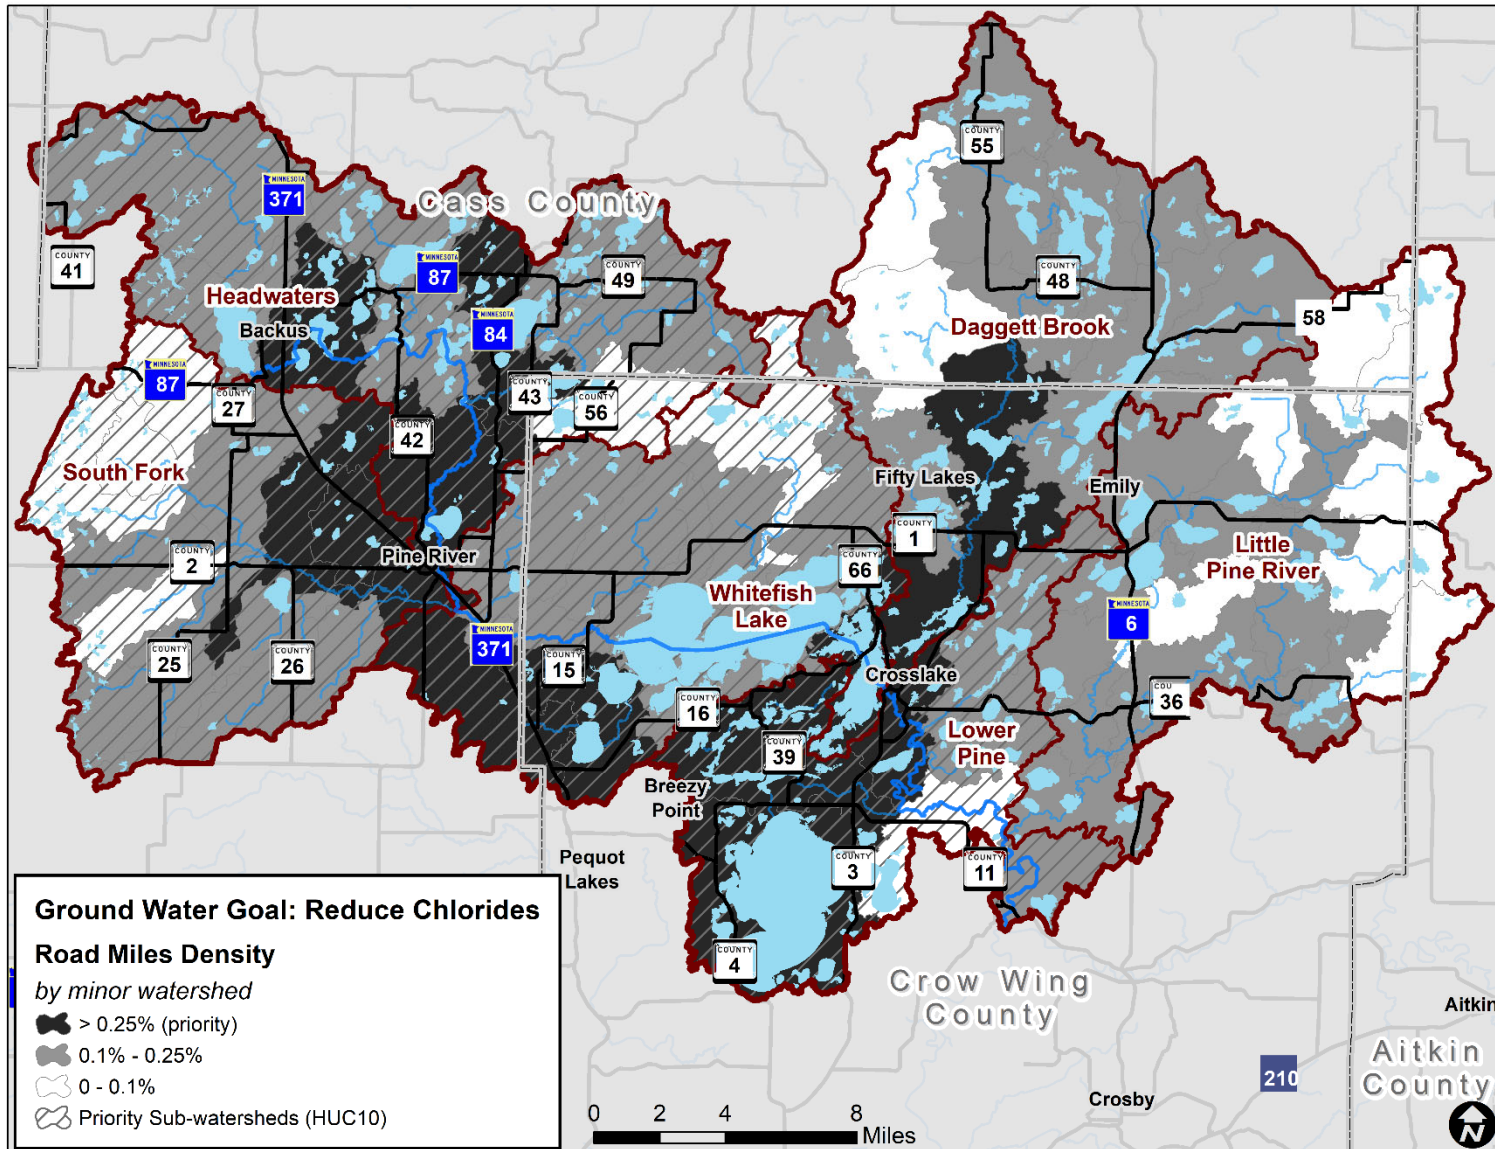 COUNTY
55
MINNESOTA
371
Cass County
COUNTY
41
MINNESOTA
87
COUNTY
49
COUNTY
48
Headwaters
Backus
MINNESOTA
84
58
Daggett Brook
MINNESOTA
87
COUNTY
27
COUNTY
43
COUNTY
56
COUNTY
42
South Fork
Fifty Lakes
Emily
COUNTY
1
COUNTY
2
Pine River
COUNTY
66
Little
Pine River
Whitefish
Lake
MINNESOTA
6
MINNESOTA
371
COUNTY
25
COUNTY
26
COUNTY
15
Crosslake
COUNTY
16
COU
36
COUNTY
39
Lower
Pine
Breezy
Point
Pequot
Lakes
COUNTY
3
COUNTY
11
COUNTY
4
Crow Wing
County
Aitkin
Aitkin
County
210
Crosby
Ground Water Goal: Reduce Chlorides
Road Miles Density
by minor watershed
> 0.25% (priority)
0.1% - 0.25%
0 - 0.1%
Priority Sub-watersheds (HUC10)
0 2 4 8
Miles
N